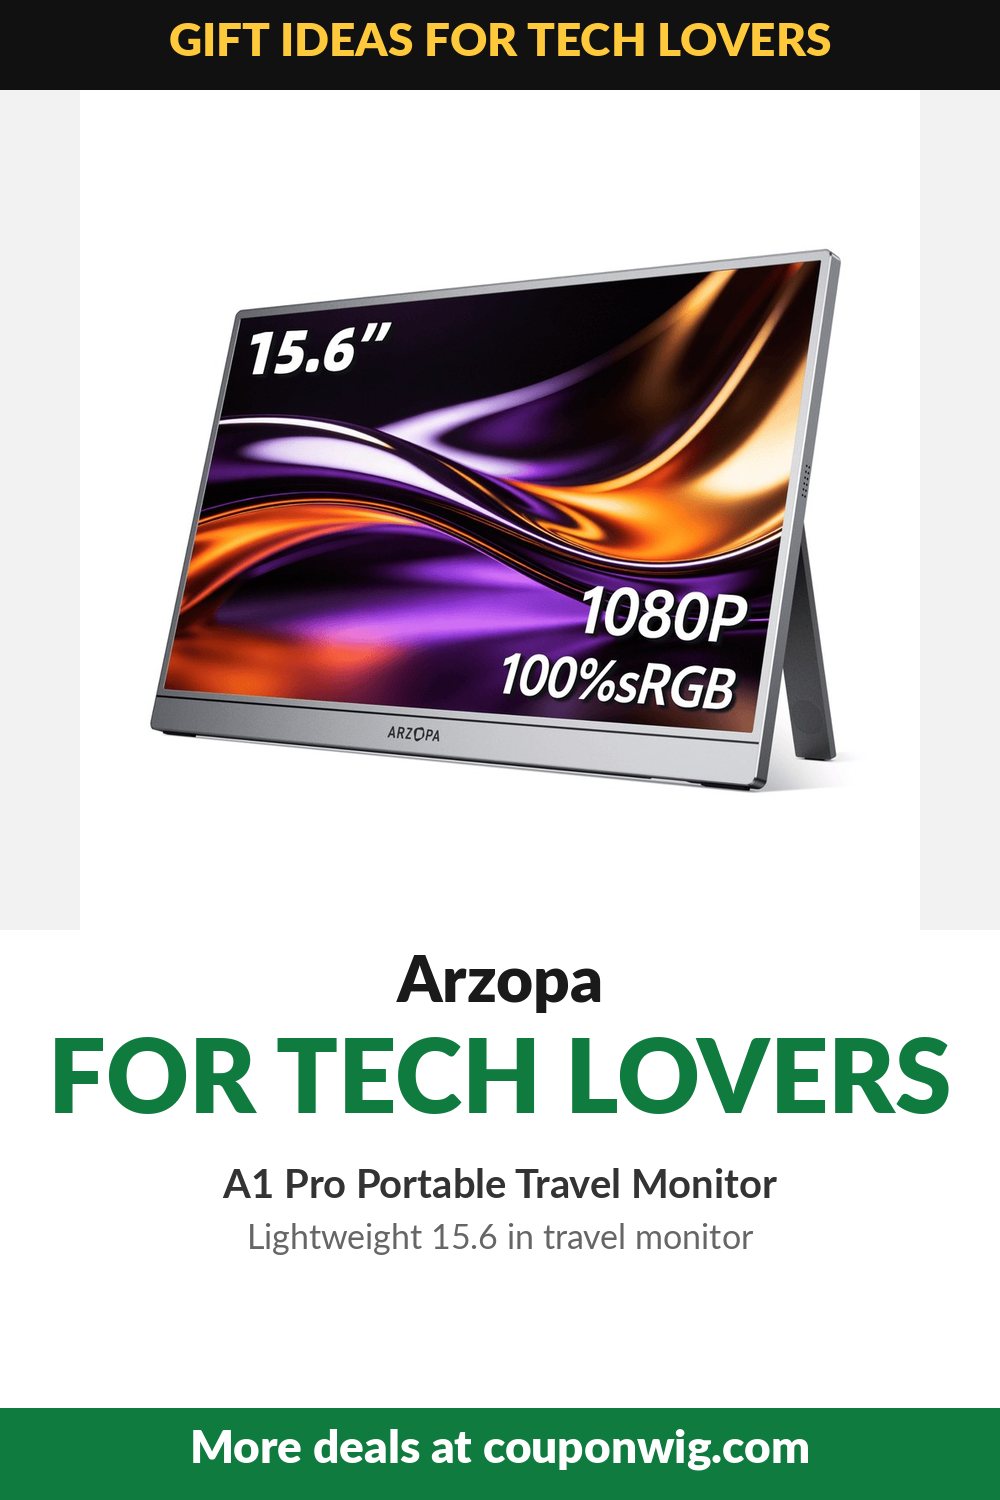 GIFT IDEAS FOR TECH LOVERS
15.6"
1080P
100%sRGB
ARZOPA
Arzopa
FOR TECH LOVERS
A1 Pro Portable Travel Monitor
Lightweight 15.6 in travel monitor
More deals at couponwig.com